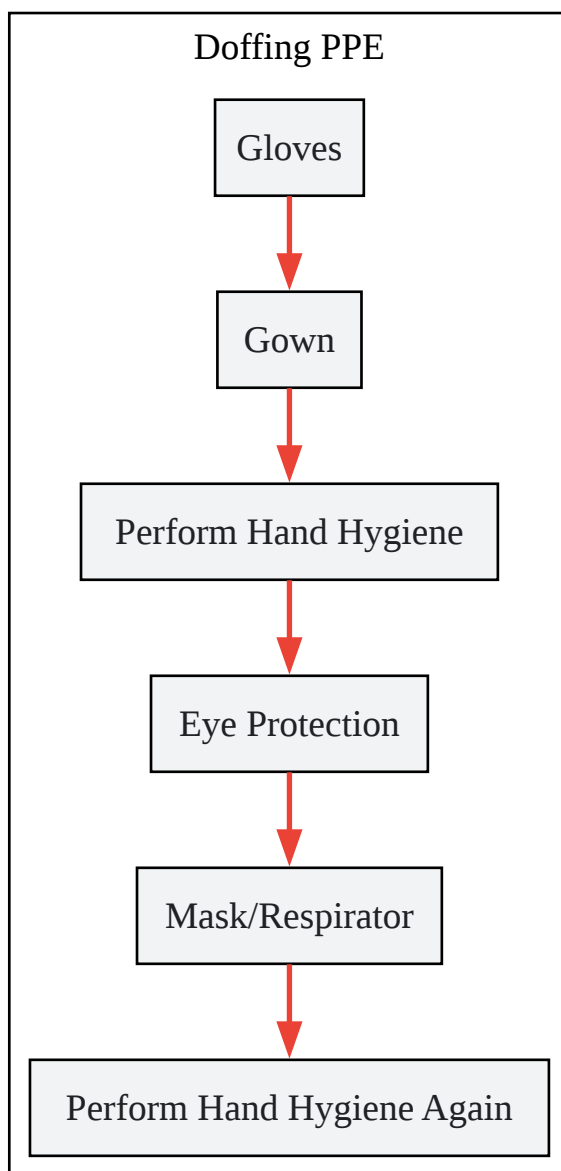 Doffing PPE
Gloves
Gown
Perform Hand Hygiene
Eye Protection
Mask/Respirator
Perform Hand Hygiene Again